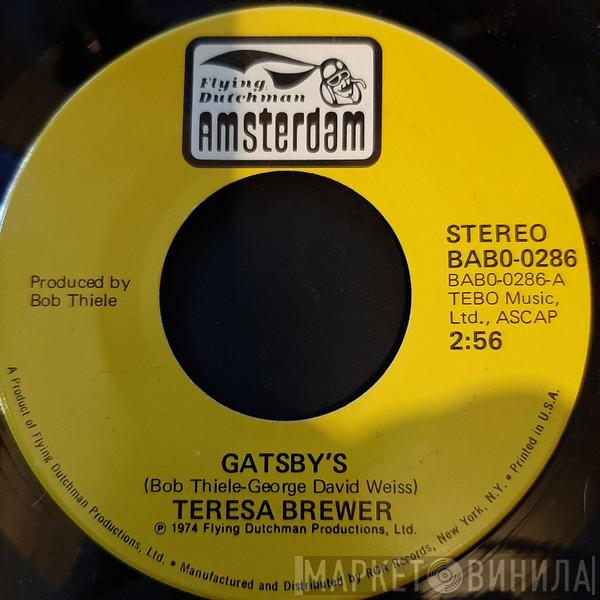 Flying
Dutchman
Amsterdam
STEREO
BABO-0286
BABO-0286-A
TEBO Music,
Ltd., ASCAP
2:56
Produced by
Bob Thiele
GATSBY'S
(Bob Thiele-George David Weiss)
TERESA BREWER
℗ 1974 Flying Dutchman Productions, Ltd.
A Product of Flying Dutchman Productions, Ltd. • Manufactured and Distributed by RCA Records, New York, N.Y. • Printed in U.S.A.
МАРКЕТ ВИНИЛА